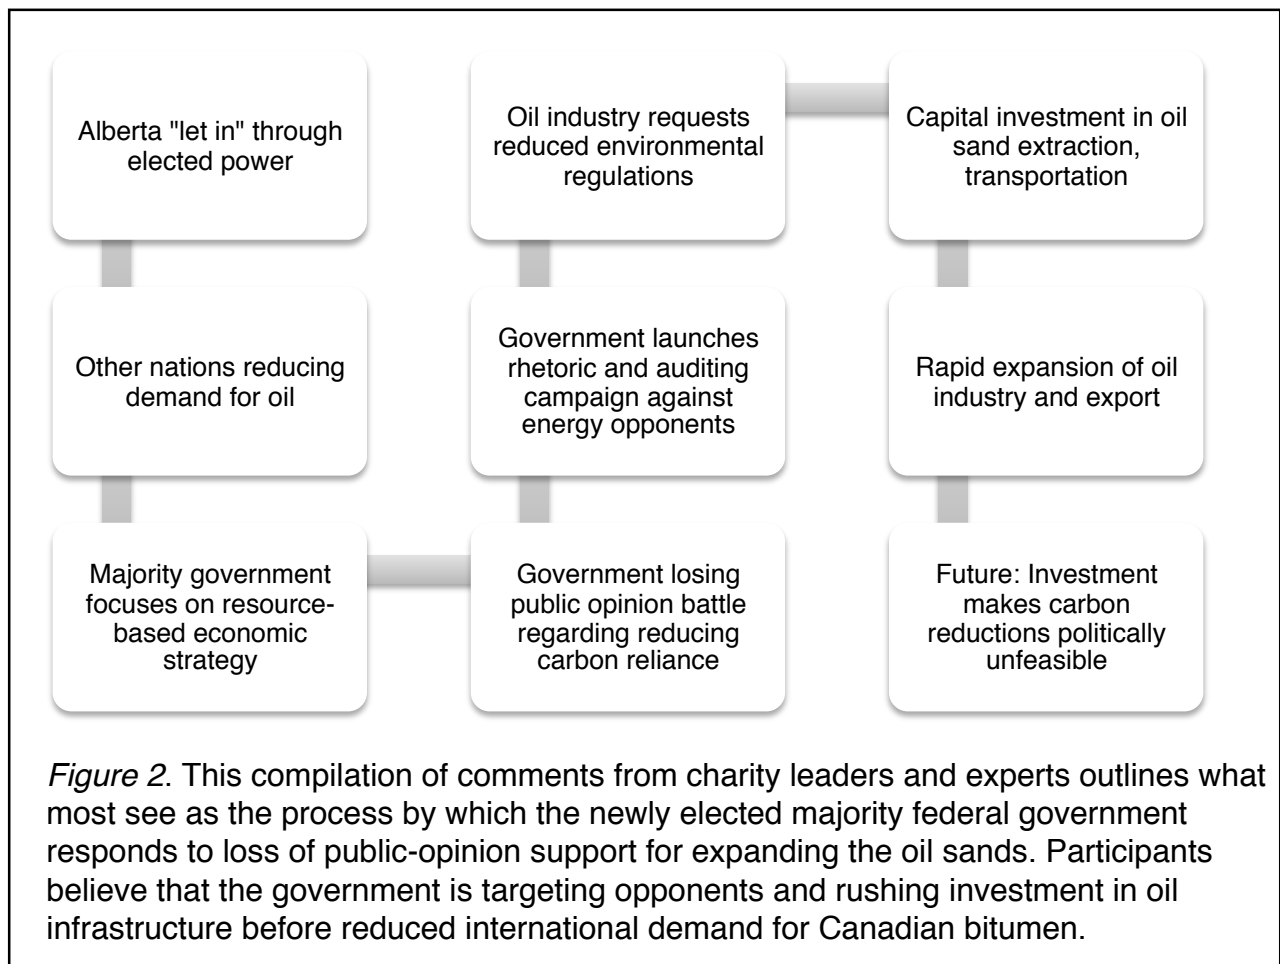 Alberta "let in" through
elected power
Other nations reducing
demand for oil
Majority government
focuses on resource-
based economic
strategy
Government losing
public opinion battle
regarding reducing
carbon reliance
Government launches
rhetoric and auditing
campaign against
energy opponents
Oil industry requests
reduced environmental
regulations
Capital investment in oil
sand extraction,
transportation
Rapid expansion of oil
industry and export
Future: Investment
makes carbon
reductions politically
unfeasible
Figure 2. This compilation of comments from charity leaders and experts outlines what
most see as the process by which the newly elected majority federal government
responds to loss of public-opinion support for expanding the oil sands. Participants
believe that the government is targeting opponents and rushing investment in oil
infrastructure before reduced international demand for Canadian bitumen.